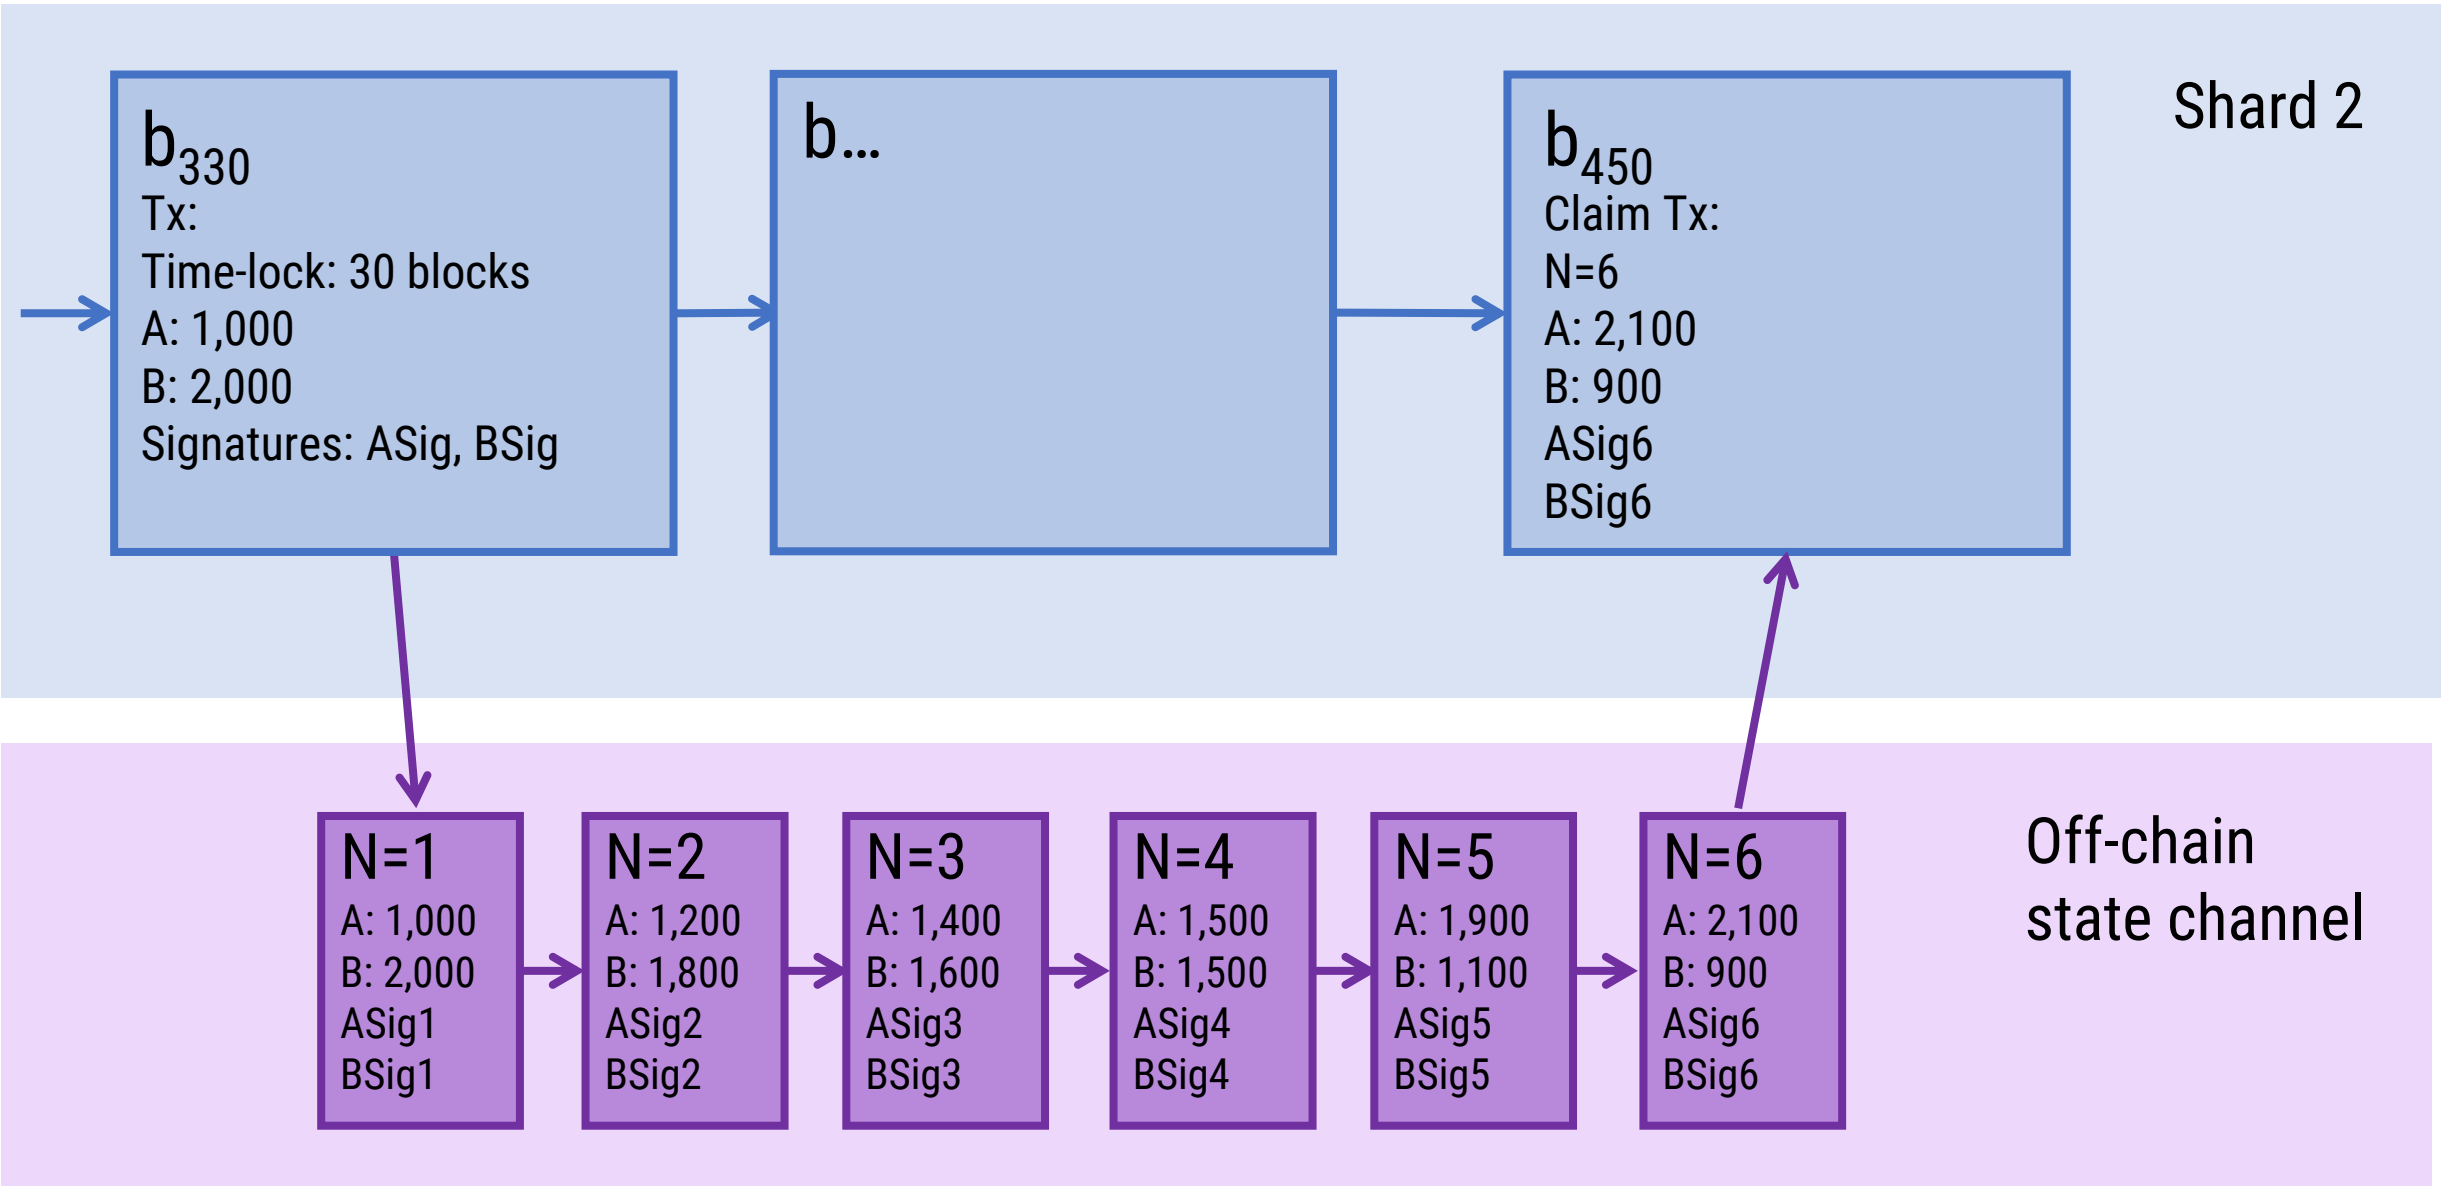 b330
Tx:
Time-lock: 30 blocks
A: 1,000
B: 2,000
Signatures: ASig, BSig
b...
b450
Claim Tx:
N=6
A: 2,100
B: 900
ASig6
BSig6
Shard 2
N=1
A: 1,000
B: 2,000
ASig1
BSig1
N=2
A: 1,200
B: 1,800
ASig2
BSig2
N=3
A: 1,400
B: 1,600
ASig3
BSig3
N=4
A: 1,500
B: 1,500
ASig4
BSig4
N=5
A: 1,900
B: 1,100
ASig5
BSig5
N=6
A: 2,100
B: 900
ASig6
BSig6
Off-chain
state channel